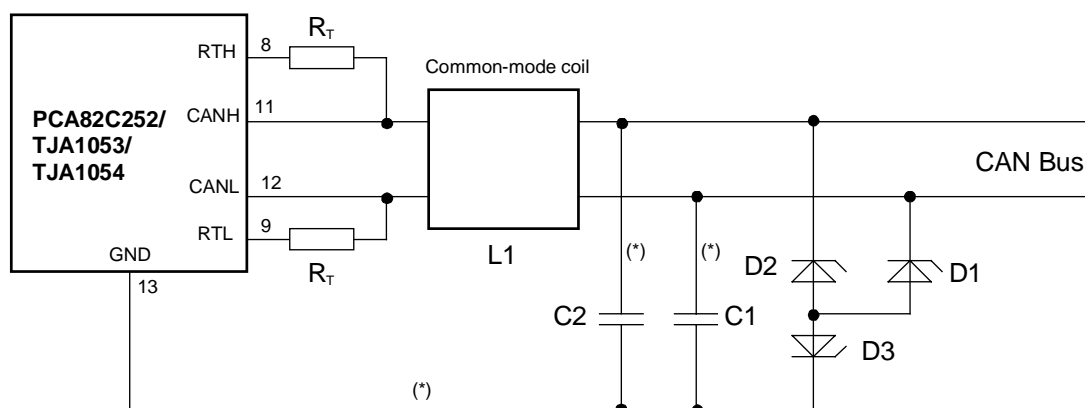 RT
RTH
8
Common-mode coil
PCA82C252/
TJA1053/
TJA1054
CANH
11
CAN Bus
CANL
12
RTL
9
GND
RT
L1
(*)
(*)
D2
D1
13
C2
C1
D3
(*)